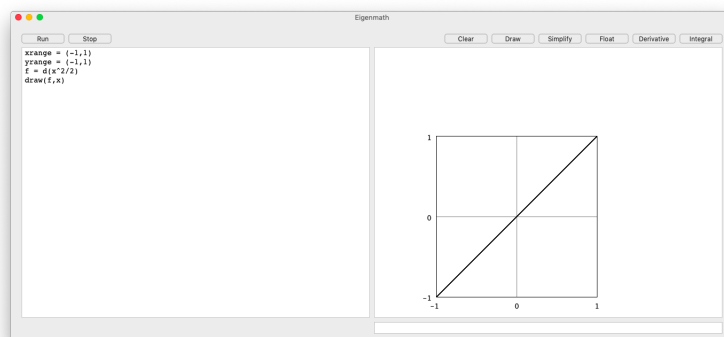 Eigenmath
Run Stop Clear Draw Simplify Float Derivative Integral
xrange = (-1,1)
yrange = (-1,1)
f = d(x^2/2)
draw(f,x)
1
0
-1
-1 0 1